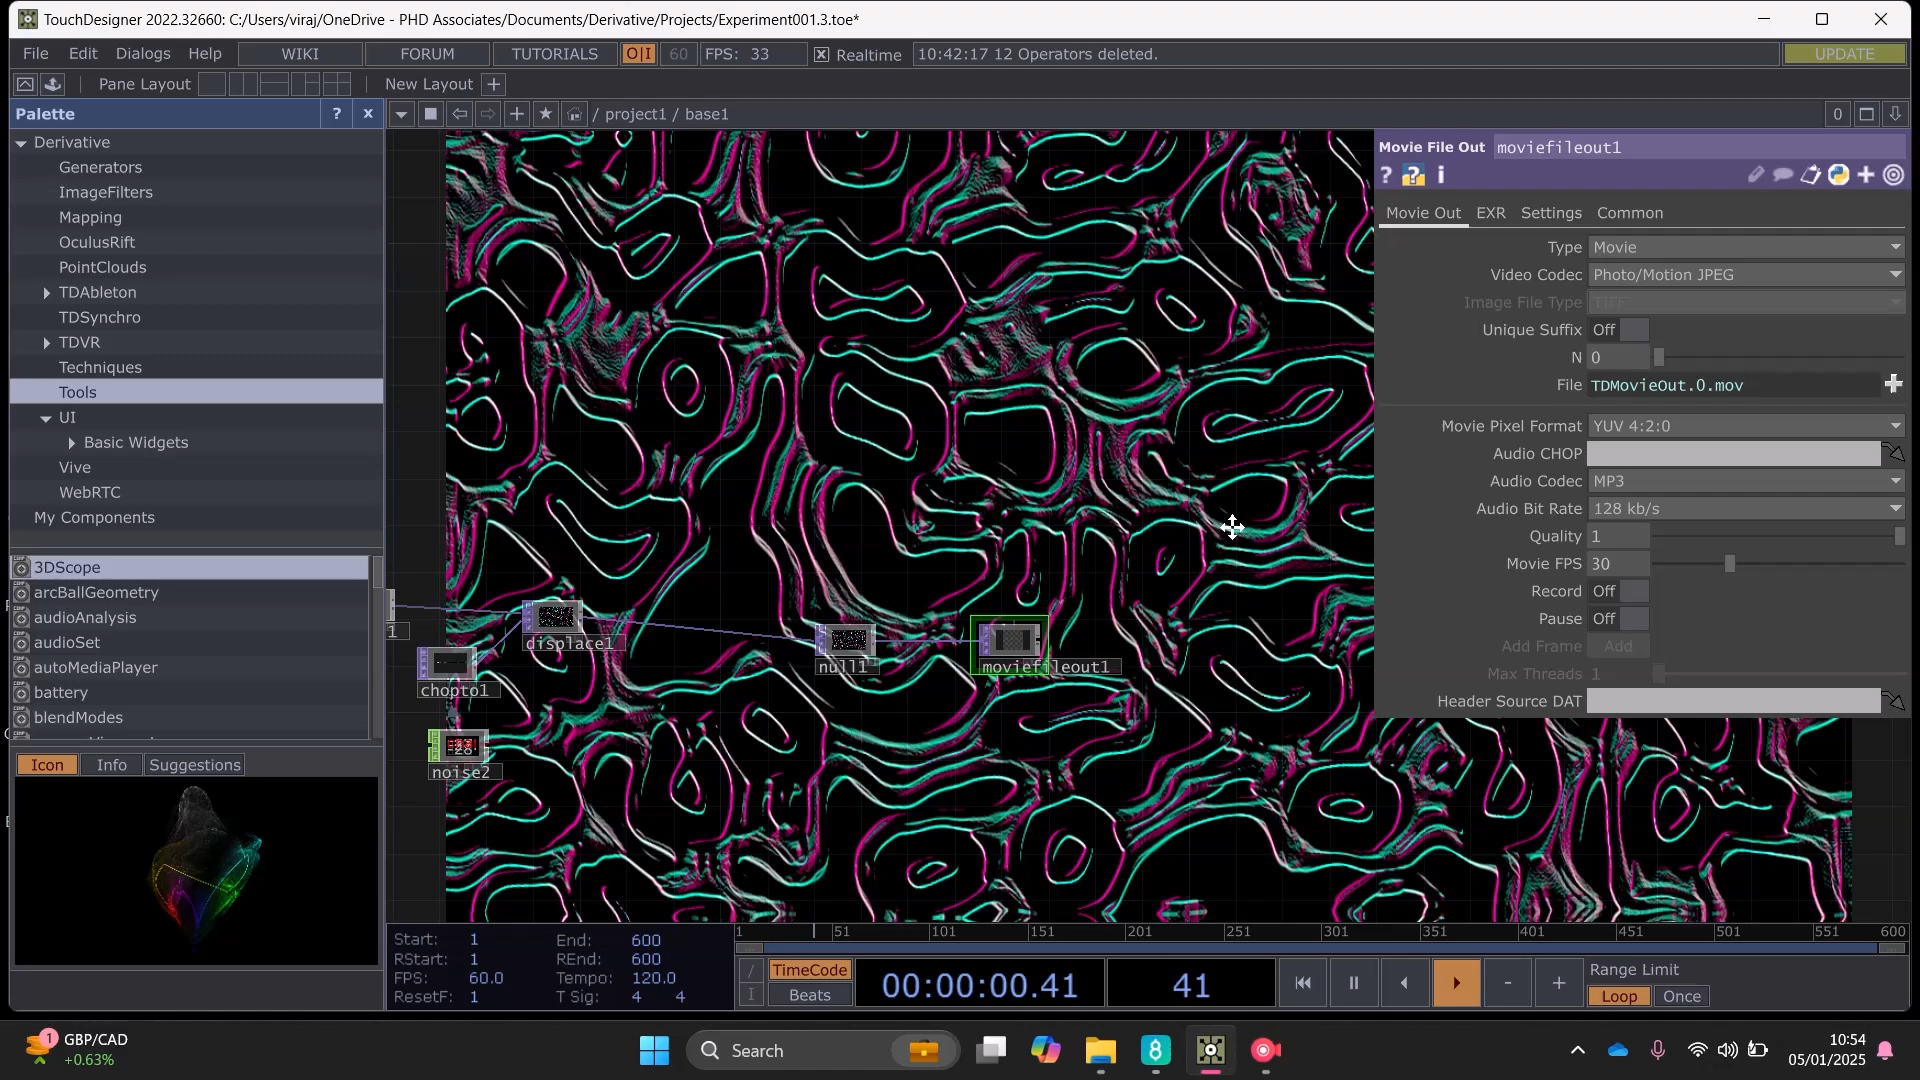 TouchDesigner 2022.32660: C:/Users/viraj/OneDrive - PHD Associates/Documents/Derivative/Projects/Experiment001.3.toe*
File Edit Dialogs Help WIKI FORUM TUTORIALS O|I 60 FPS: 33 Realtime 10:42:17 12 Operators deleted. UPDATE
Pane Layout New Layout +
Palette ? x / project1 / base1 0
Derivative
Generators
ImageFilters
Mapping
OculusRift
PointClouds
TDAbleton
TDSynchro
TDVR
Techniques
Tools
UI
Basic Widgets
Vive
WebRTC
My Components
3DScope
arcBallGeometry
audioAnalysis
audioSet
autoMediaPlayer
battery
blendModes
Icon Info Suggestions
1
displace1
chopto1
noise2
null1
moviefileout1
Movie File Out moviefileout1
? ? i
Movie Out EXR Settings Common
Type Movie
Video Codec Photo/Motion JPEG
Image File Type TIFF
Unique Suffix Off
N 0
File TDMovieOut.0.mov
Movie Pixel Format YUV 4:2:0
Audio CHOP
Audio Codec MP3
Audio Bit Rate 128 kb/s
Quality 1
Movie FPS 30
Record Off
Pause Off
Add Frame Add
Max Threads 1
Header Source DAT
1 51 101 151 201 251 301 351 401 451 501 551 600
Start: 1 End: 600
RStart: 1 REnd: 600
FPS: 60.0 Tempo: 120.0
ResetF: 1 T Sig: 4 4
TimeCode
Beats
00:00:00.41 41
Range Limit
Loop Once
1
GBP/CAD
+0.63%
Search
10:54
05/01/2025